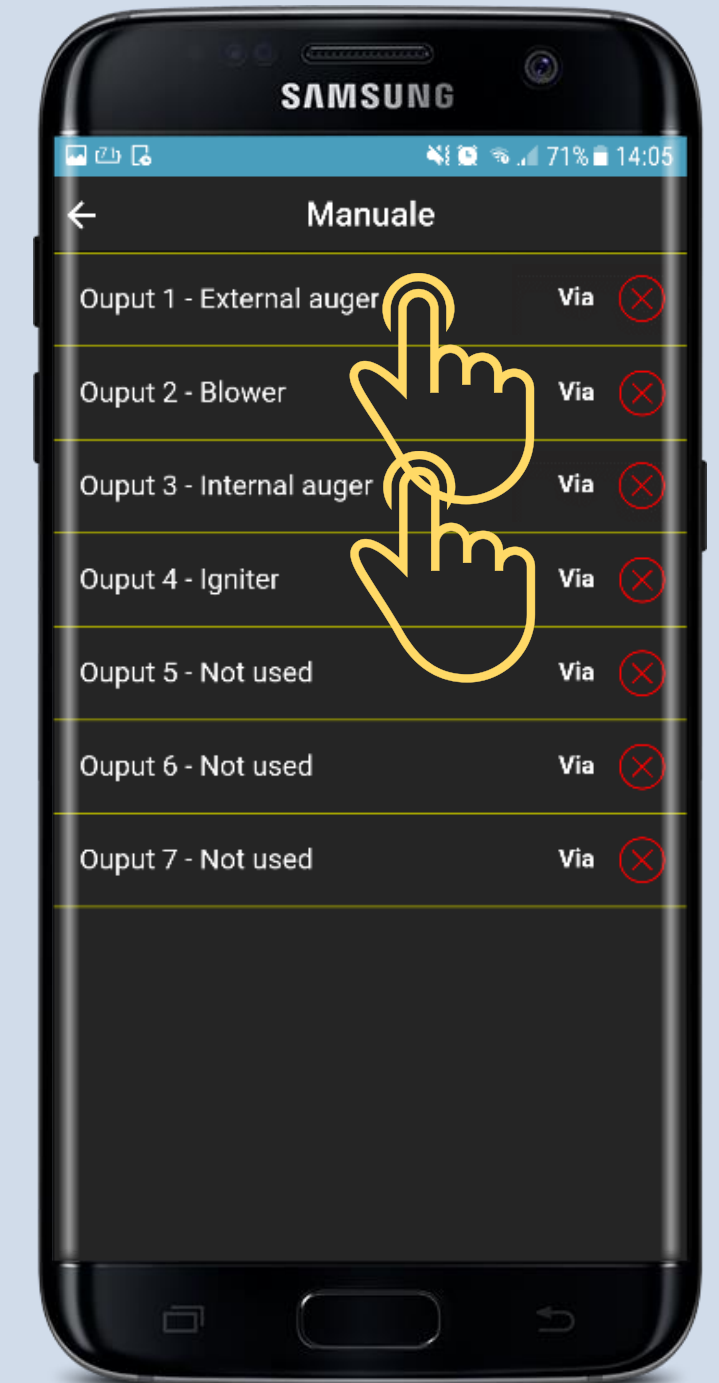 SAMSUNG
71% 14:05
Manuale
Ouput 1 - External auger Via
Ouput 2 - Blower Via
Ouput 3 - Internal auger Via
Ouput 4 - Igniter Via
Ouput 5 - Not used Via
Ouput 6 - Not used Via
Ouput 7 - Not used Via